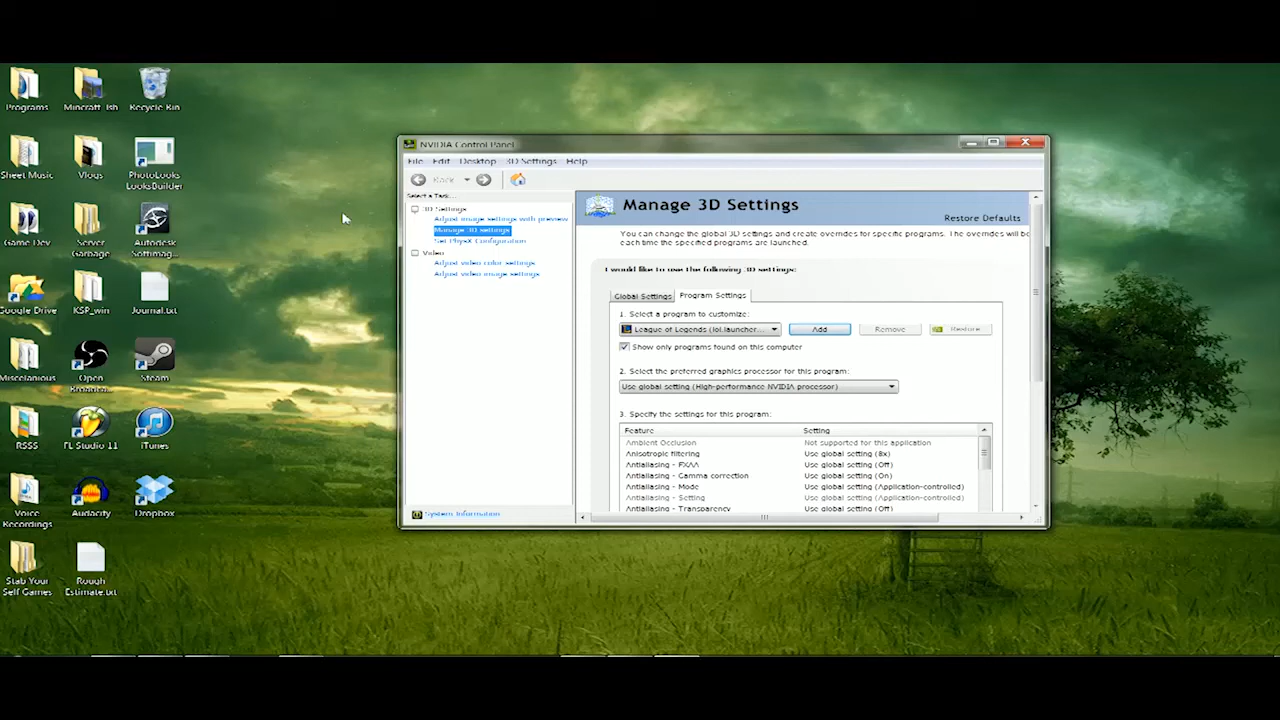 Programs
Recycle Bin
Sheet Music
Vlogs
PhotoLooks
LooksBuilder
Game Dev
Server
Garbage
Autodesk
Softimag...
Google Drive
KSP_win
Journal.txt
Miscelanious
Open
Broadca...
Steam
RSSS
FL Studio 11
iTunes
Voice
Recordings
Audacity
Dropbox
Stab Your
Self Games
Rough
Estimate.txt
NVIDIA Control Panel
File Edit Desktop 3D Settings Help
Back
Select a Task...
3D Settings
Adjust image settings with preview
Manage 3D settings
Set PhysX Configuration
Video
Adjust video color settings
Adjust video image settings
System Information
Manage 3D Settings
Restore Defaults
You can change the global 3D settings and create overrides for specific programs. The overrides will be
each time the specified programs are launched.
I would like to use the following 3D settings:
Global Settings Program Settings
1. Select a program to customize:
League of Legends (lol.launcher... Add Remove Restore
Show only programs found on this computer
2. Select the preferred graphics processor for this program:
Use global setting (High-performance NVIDIA processor)
3. Specify the settings for this program:
Feature Setting
Ambient Occlusion Not supported for this application
Anisotropic filtering Use global setting (8x)
Antialiasing - FXAA Use global setting (Off)
Antialiasing - Gamma correction Use global setting (On)
Antialiasing - Mode Use global setting (Application-controlled)
Antialiasing - Setting Use global setting (Application-controlled)
Antialiasing - Transparency Use global setting (Off)